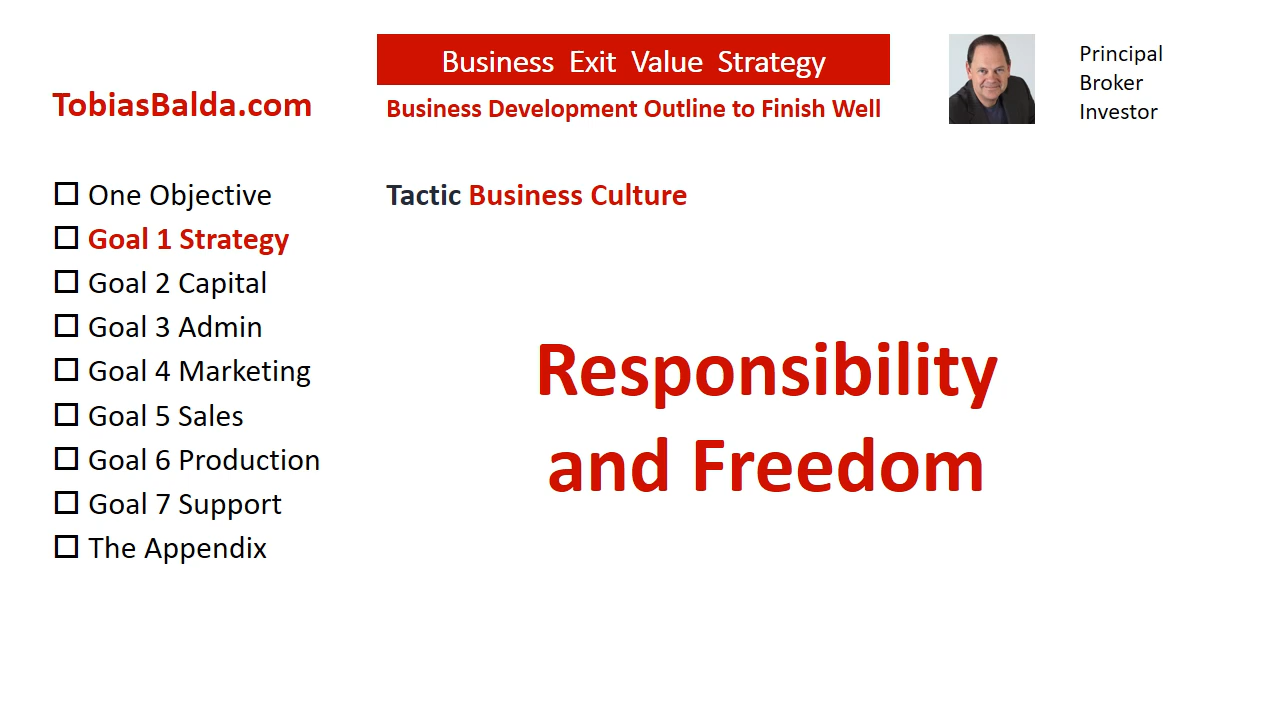 Business Exit Value Strategy
TobiasBalda.com
Business Development Outline to Finish Well
Principal
Broker
Investor
One Objective
Goal 1 Strategy
Goal 2 Capital
Goal 3 Admin
Goal 4 Marketing
Goal 5 Sales
Goal 6 Production
Goal 7 Support
The Appendix
Tactic Business Culture
Responsibility
and Freedom